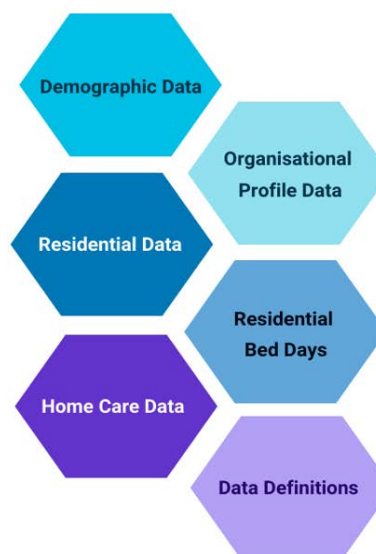 Demographic Data
Organisational
Profile Data
Residential Data
Residential
Bed Days
Home Care Data
Data Definitions